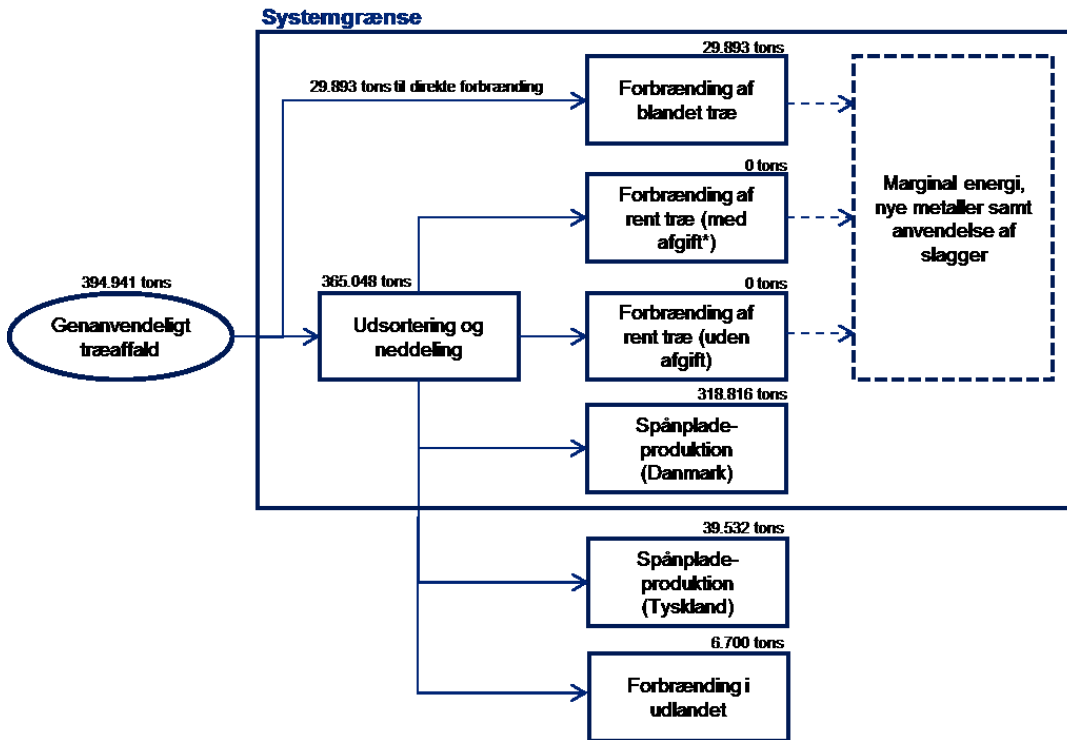 Systemgrænse
29.893 tons
29.893 tons til direkte forbrænding
Forbrænding af
blandet træ
0 tons
Forbrænding af
rent træ (med
afgift*)
Marginal energi,
nye metaller samt
anvendelse af
slagger
394.941 tons
Genanvendeligt
træaffald
365.048 tons
Udsortering og
neddeling
0 tons
Forbrænding af
rent træ (uden
afgift)
318.816 tons
Spånplade-
produktion
(Danmark)
39.532 tons
Spånplade-
produktion
(Tyskland)
6.700 tons
Forbrænding i
udlandet